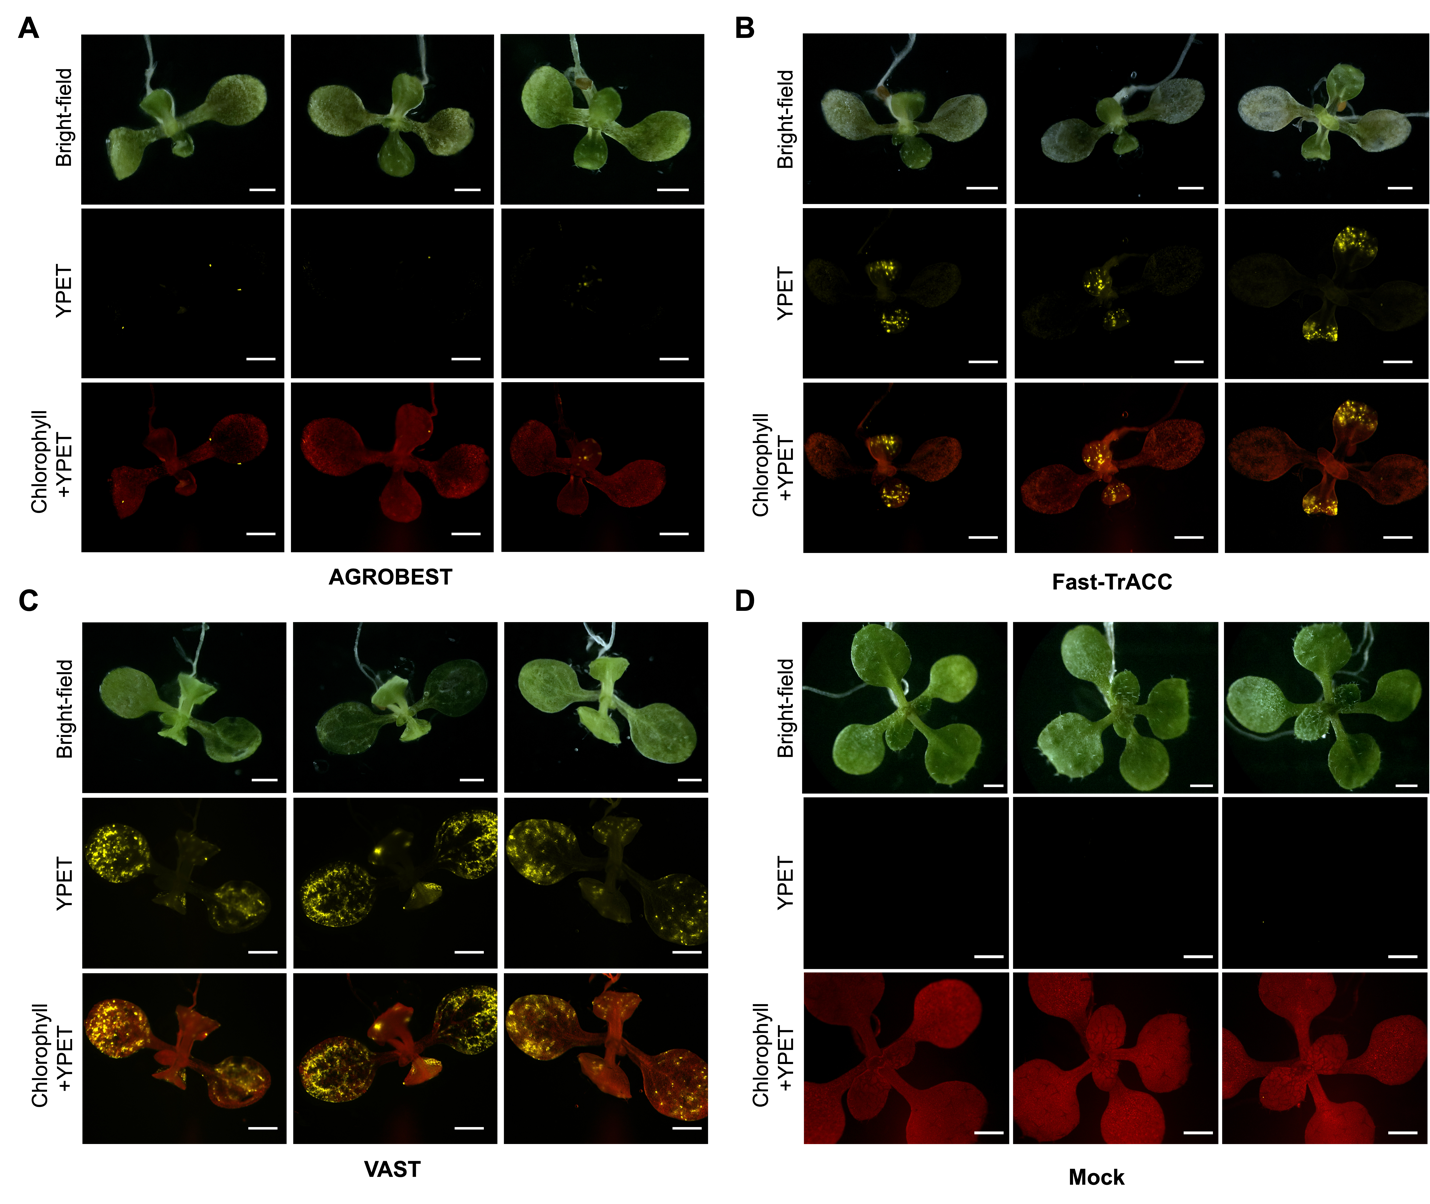 A
Bright-field
YPET
Chlorophyll
+YPET
AGROBEST
B
Bright-field
YPET
Chlorophyll
+YPET
Fast-TrACC
C
Bright-field
YPET
Chlorophyll
+YPET
VAST
D
Bright-field
YPET
Chlorophyll
+YPET
Mock